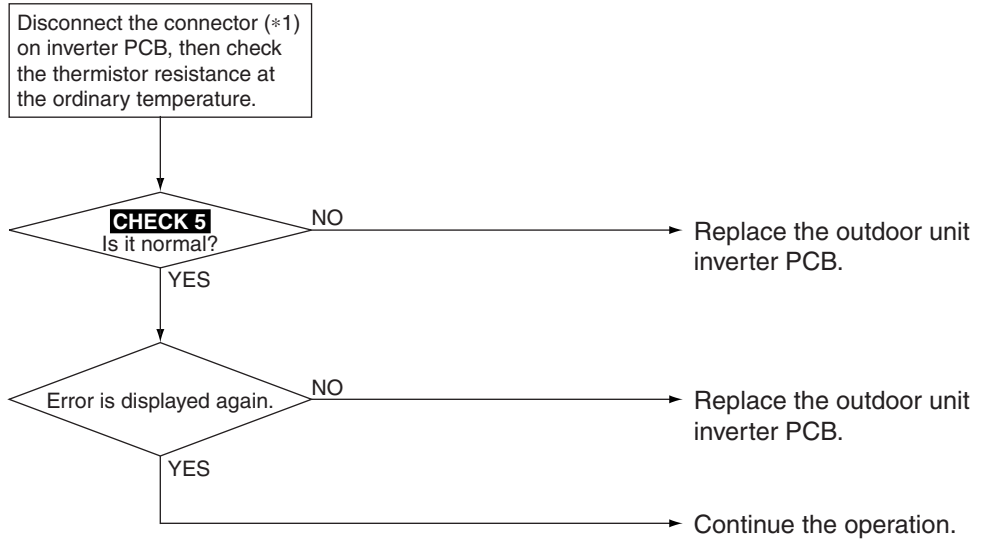 Disconnect the connector (*1)
on inverter PCB, then check
the thermistor resistance at
the ordinary temperature.
CHECK 5
Is it normal?
NO
Replace the outdoor unit
inverter PCB.
YES
Error is displayed again.
NO
Replace the outdoor unit
inverter PCB.
YES
Continue the operation.